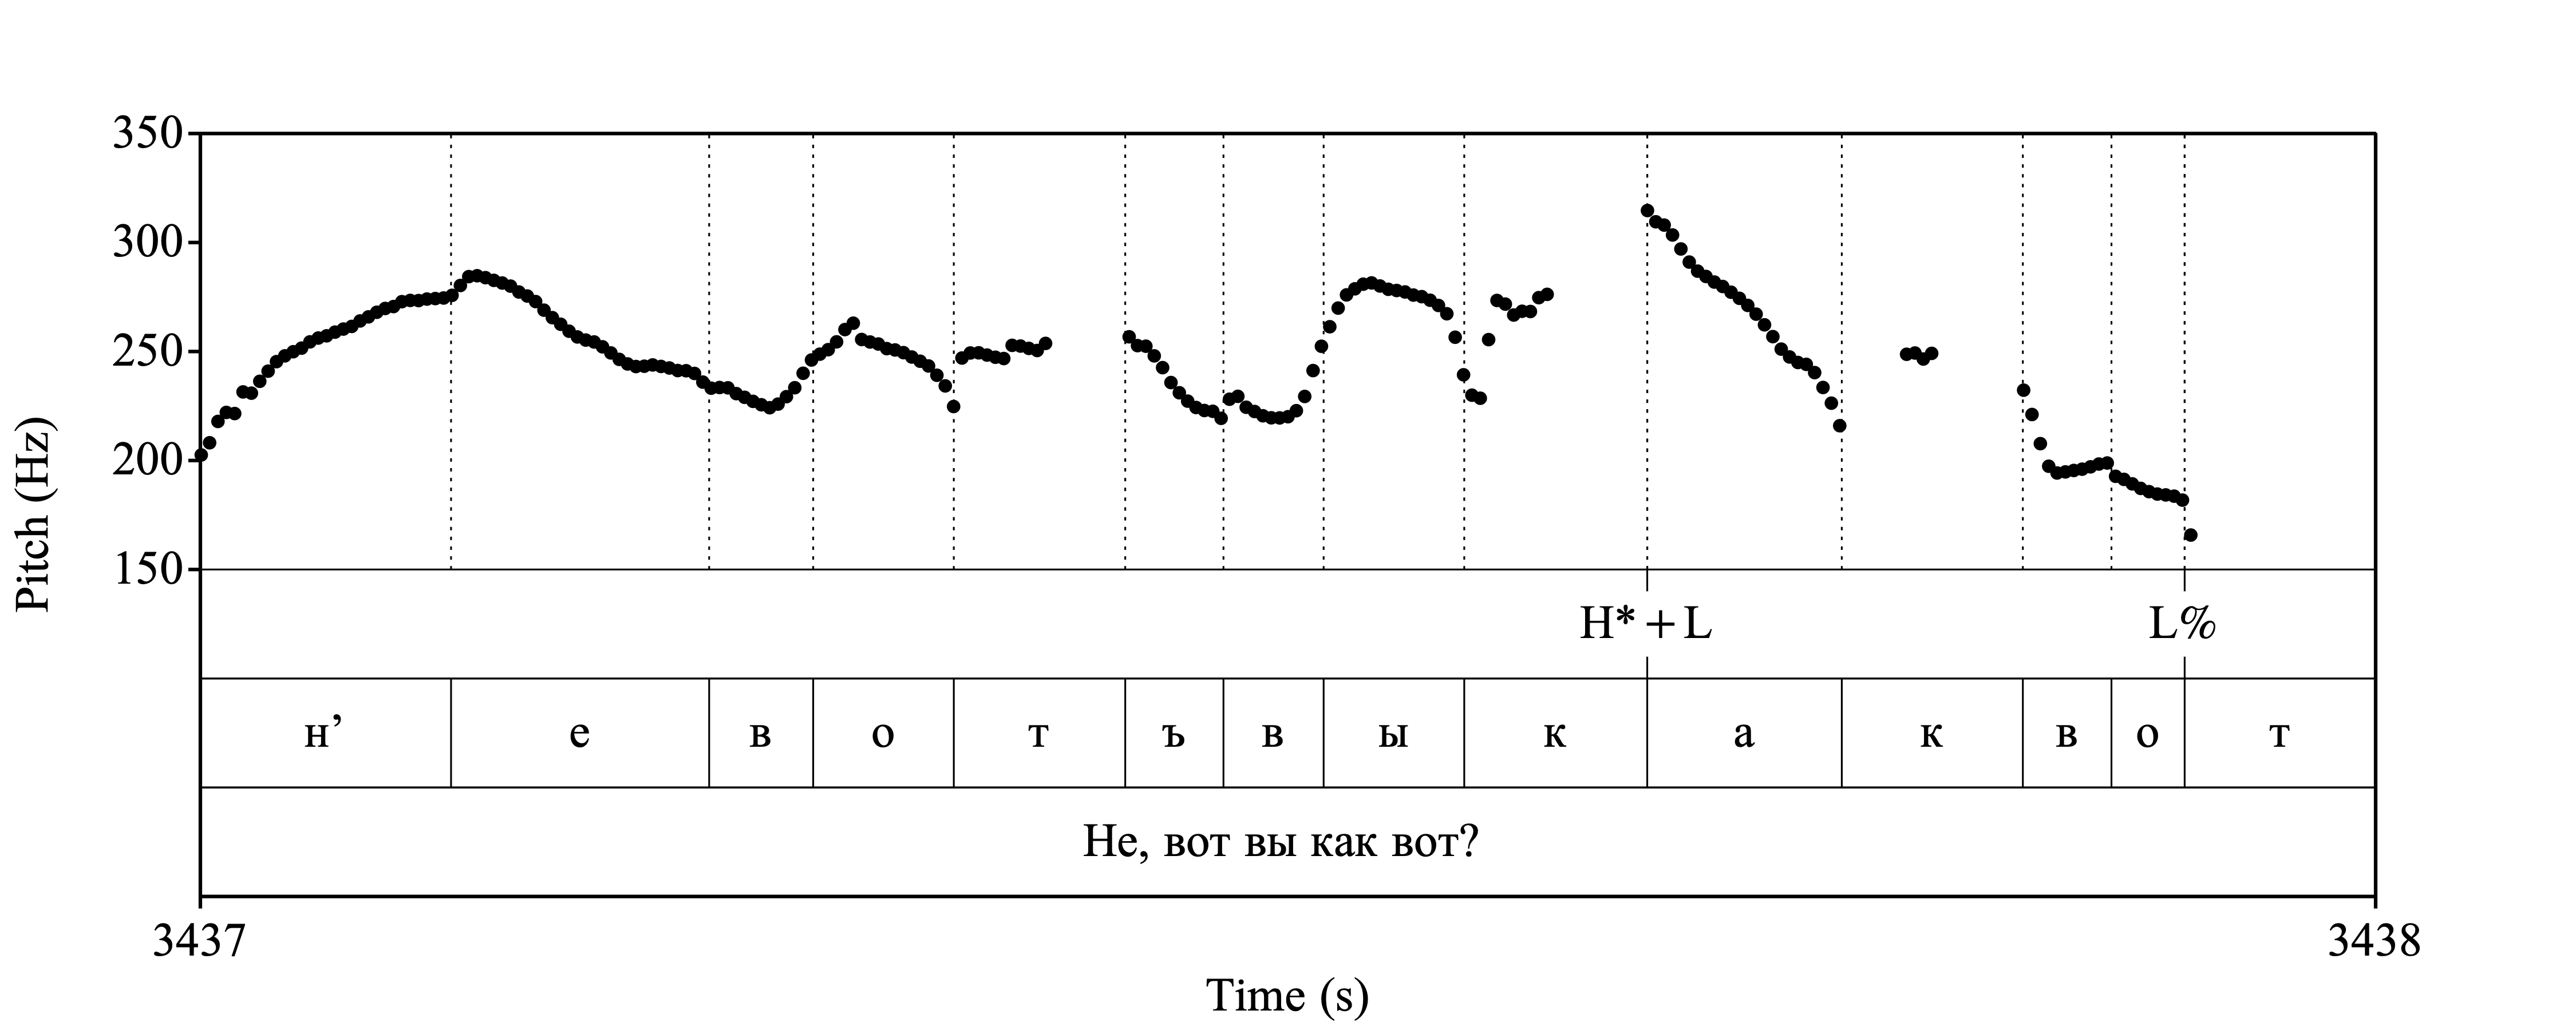 350
300
250
200
150
Pitch (Hz)
H* + L L%
н’ е в о т ъ в ы к а к в о т
Не, вот вы как вот?
3437 3438
Time (s)